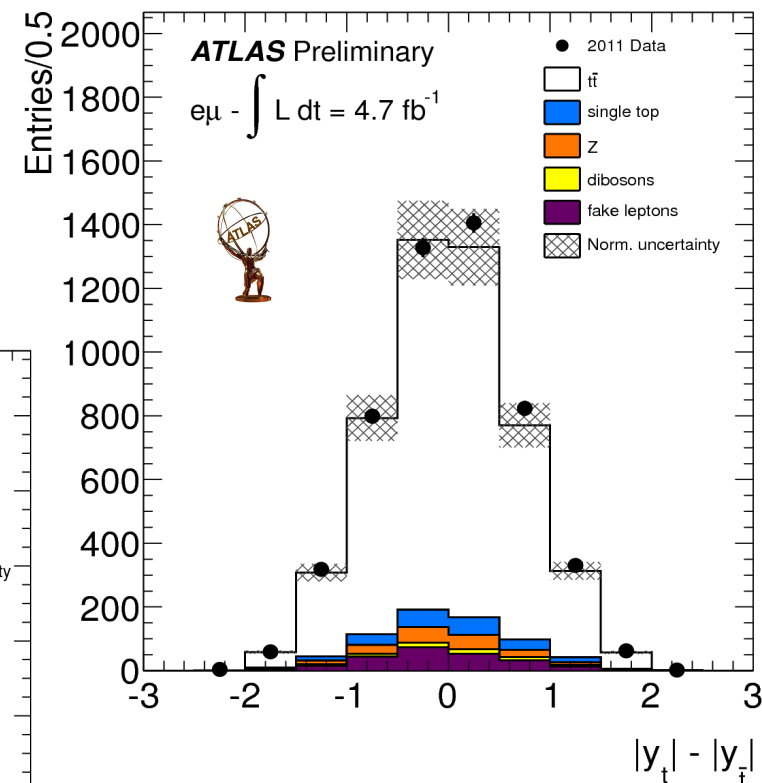 Entries/0.5
2000
1800
1600
1400
1200
1000
800
600
400
200
0
-3 -2 -1 0 1 2 3
|y_t| - |y_t̄|
ATLAS Preliminary
eμ - ∫ L dt = 4.7 fb⁻¹
ATLAS
2011 Data
tt̄
single top
Z
dibosons
fake leptons
Norm. uncertainty
ty